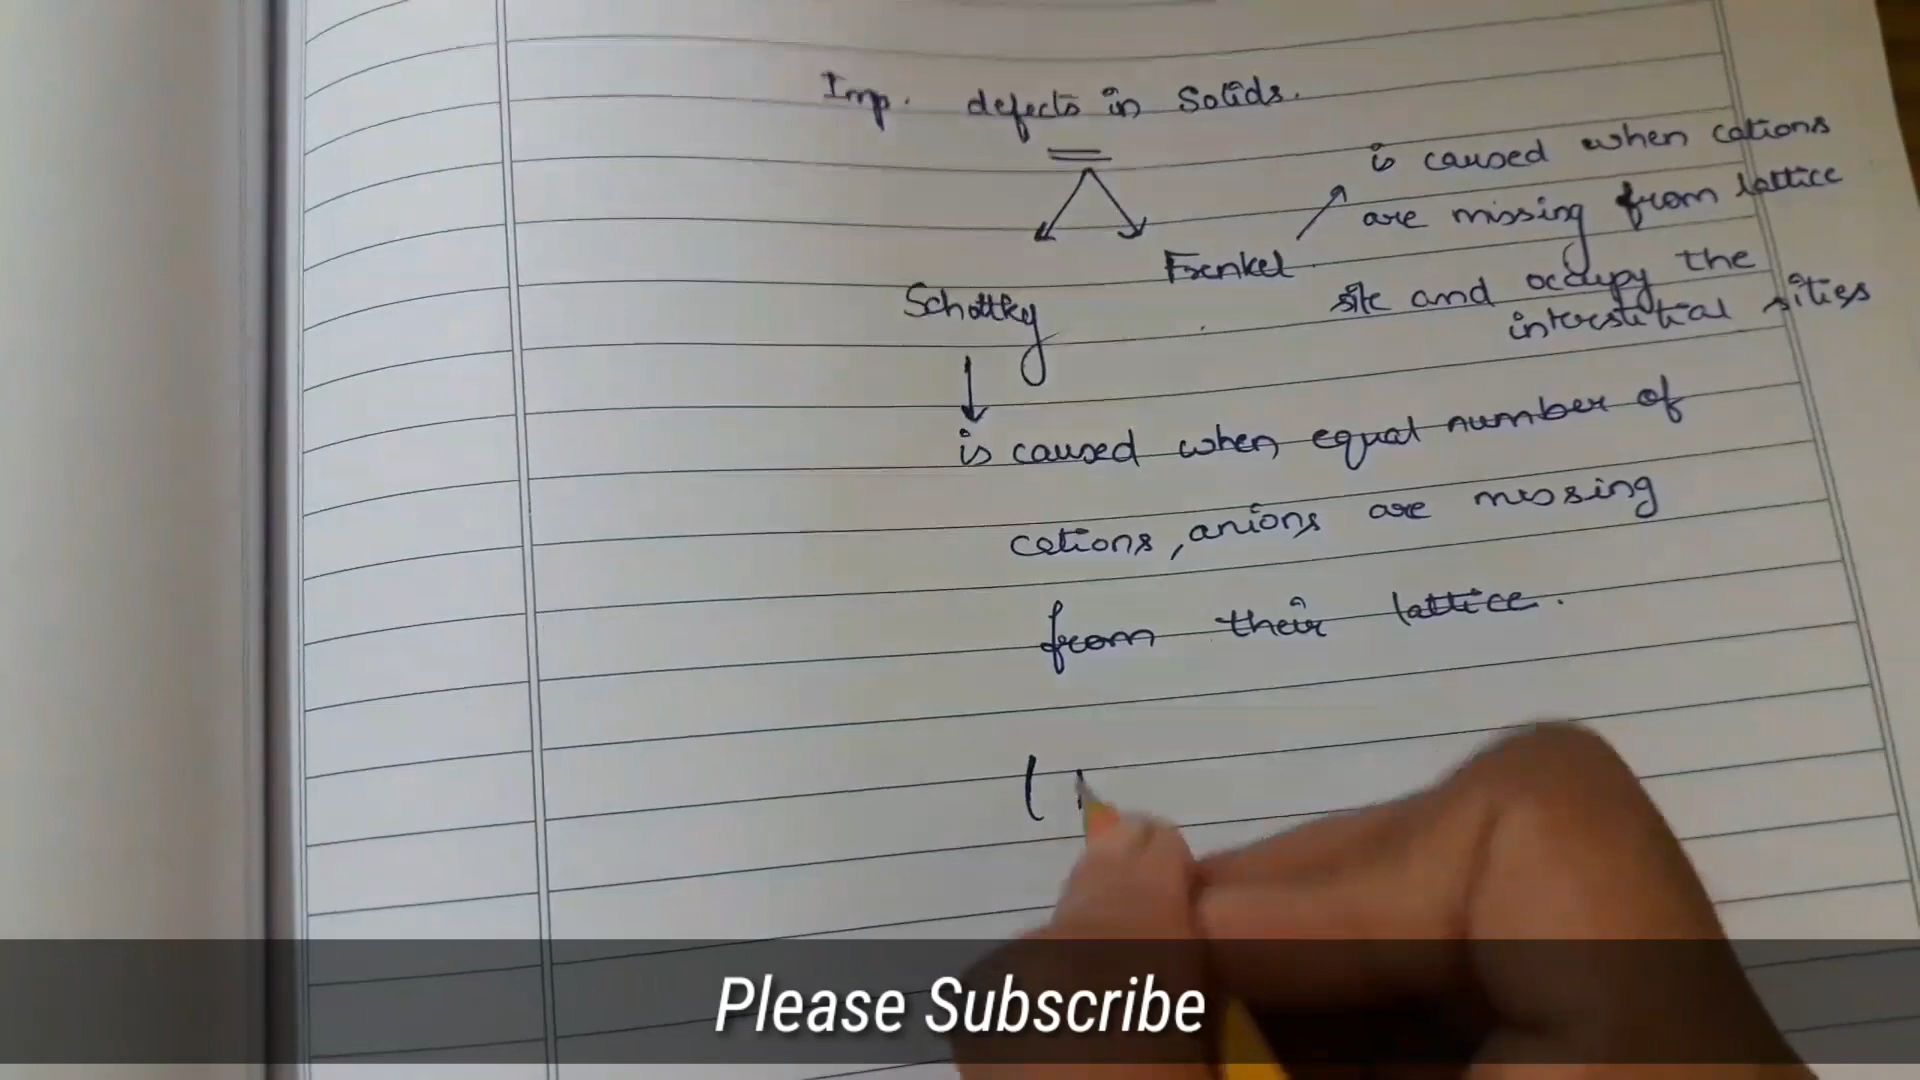 Imp. defects in Solids.
Frenkel
is caused when cations
are missing from lattice
site and occupy the
interstitial sities
Schottky
is caused when equal number of
cations, anions are missing
from their lattice.
(
Please Subscribe